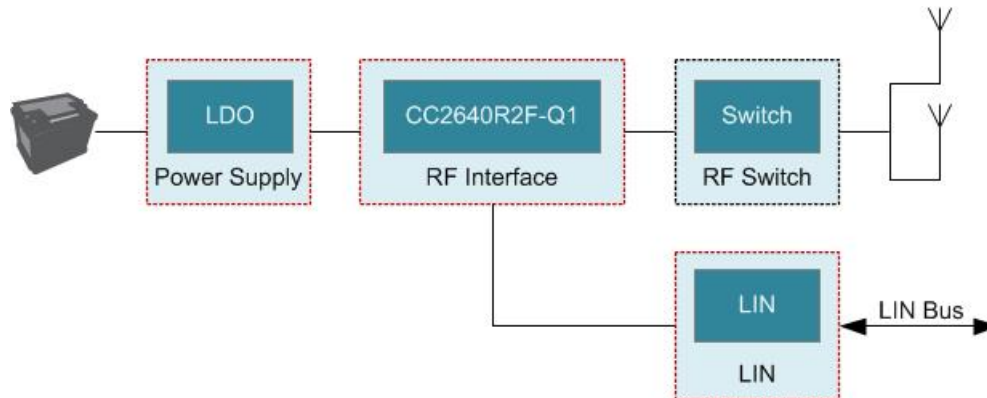 LDO
Power Supply
CC2640R2F-Q1
RF Interface
Switch
RF Switch
LIN
LIN
LIN Bus